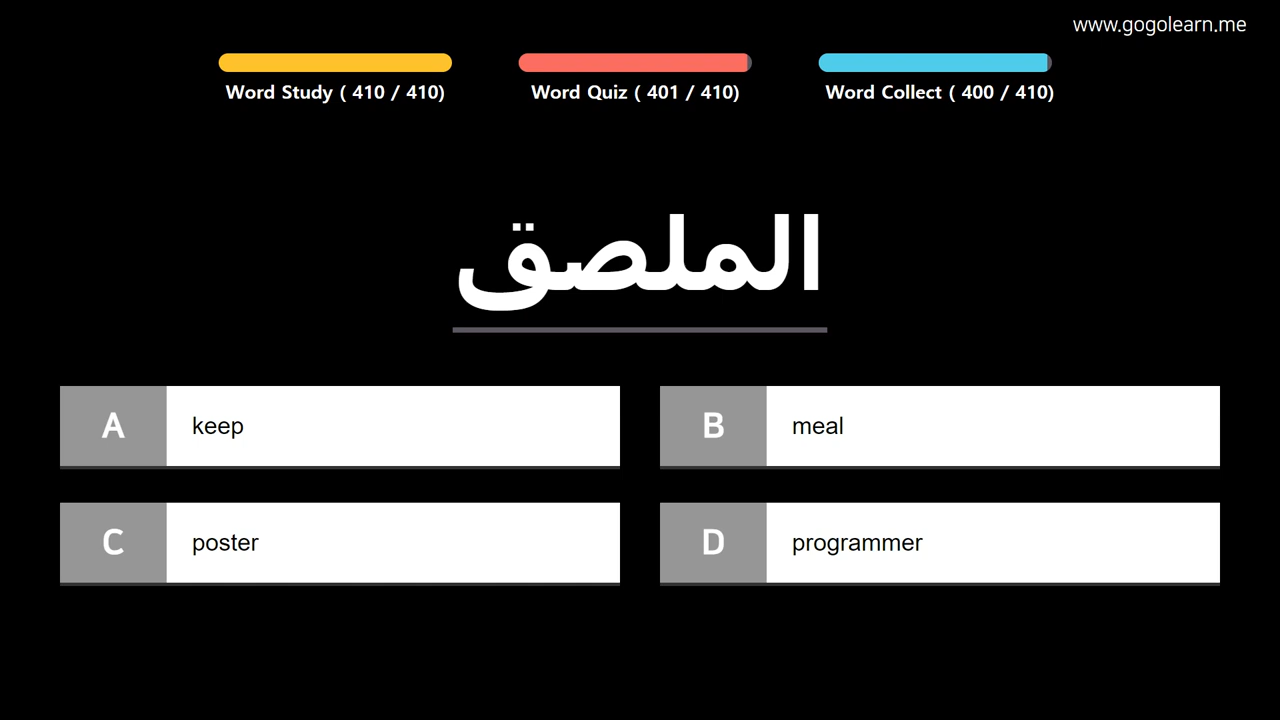 www.gogolearn.me
Word Study ( 410 / 410)
Word Quiz ( 401 / 410)
Word Collect ( 400 / 410)
الملصق
A keep
B meal
C poster
D programmer